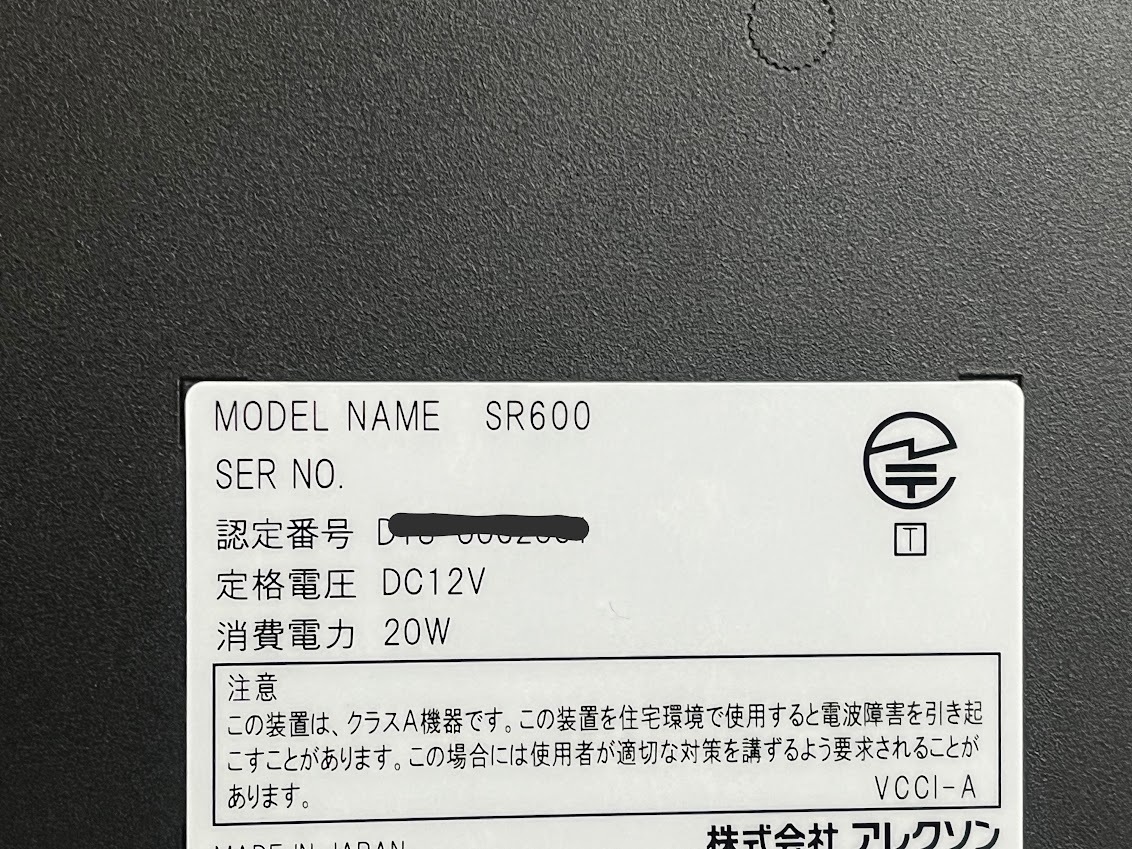 MODEL NAME SR600
SER NO.
T
認定番号 D
定格電圧 DC12V
消費電力 20W
注意
この装置は、クラスA機器です。この装置を住宅環境で使用すると電波障害を引き起
こすことがあります。この場合には使用者が適切な対策を講ずるよう要求されることが
あります。
VCCI-A
MADE IN JAPAN
株式会社 アレクソン